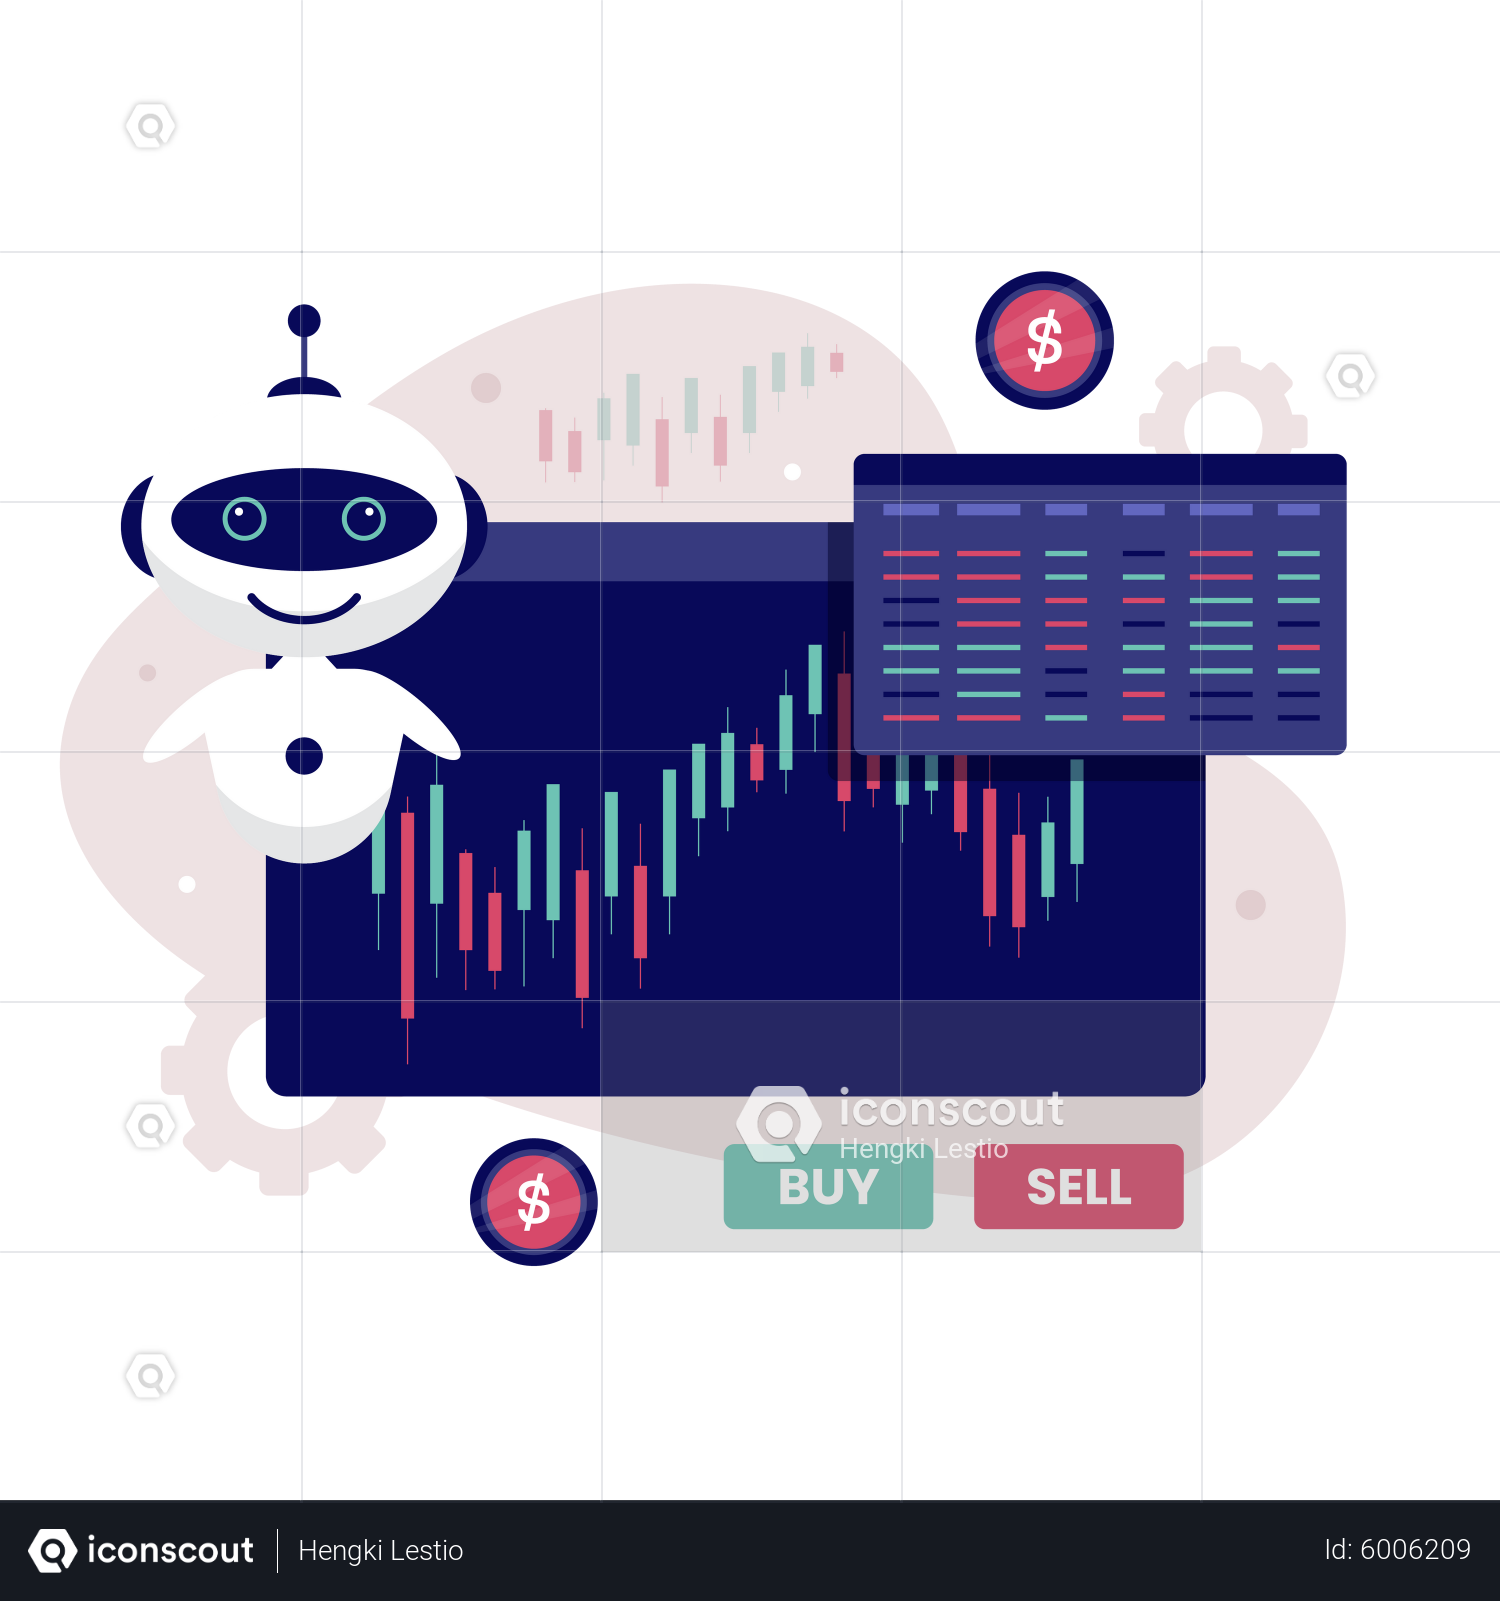 $
iconscout
Hengki Lestio
BUY
SELL
$
iconscout
Hengki Lestio
Id: 6006209